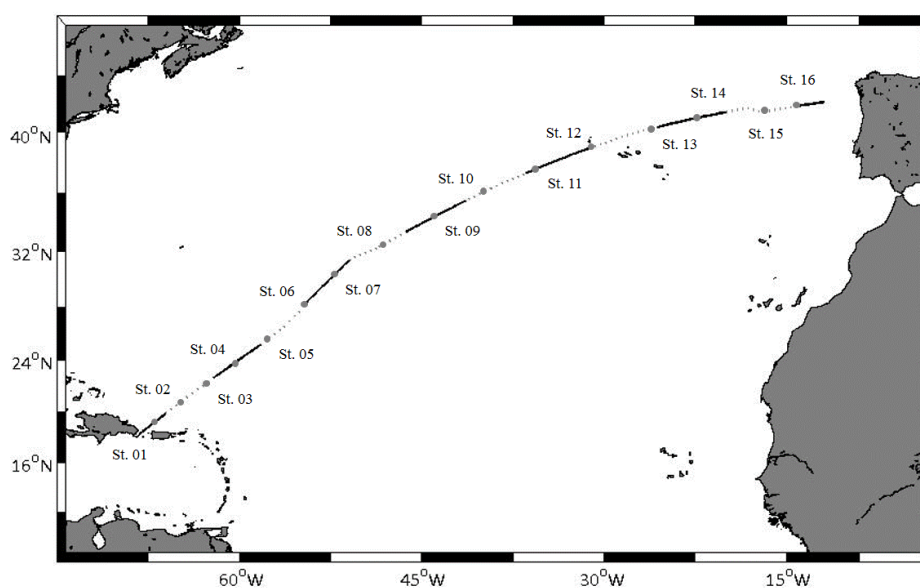 St. 16
St. 14
St. 15
40°N
St. 12
St. 13
St. 10
St. 11
St. 08
St. 09
32°N
St. 06
St. 07
St. 04
St. 05
24°N
St. 02
St. 03
St. 01
16°N
60°W
45°W
30°W
15°W